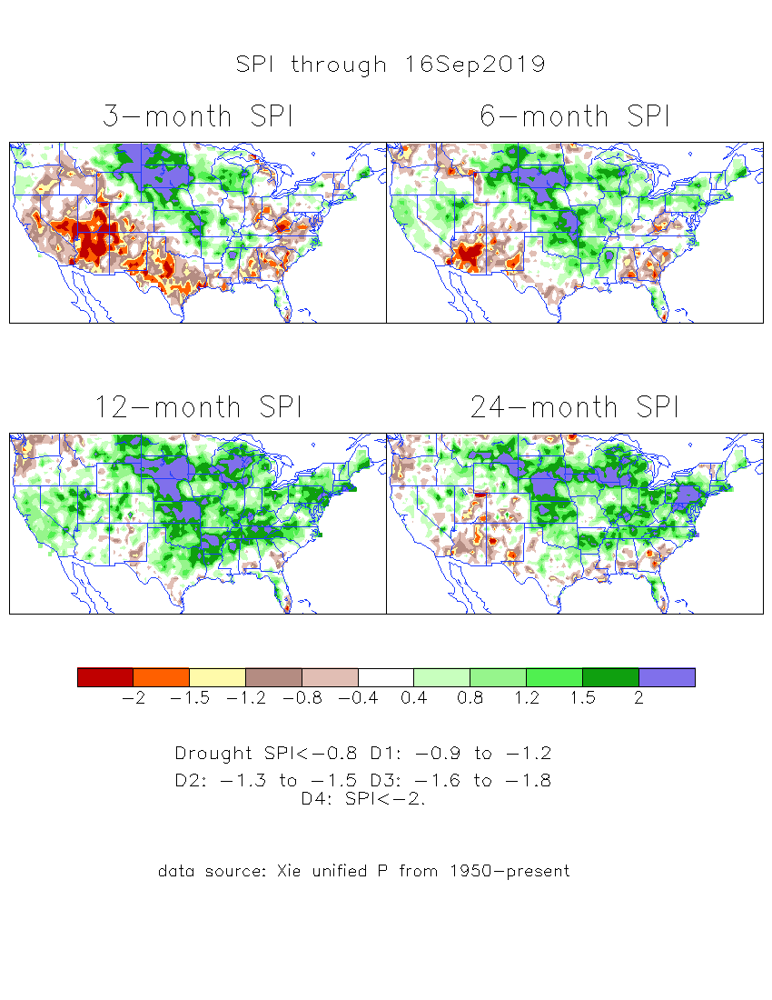 SPI through 16Sep2019
3-month SPI
6-month SPI
12-month SPI
24-month SPI
-2 -1.5 -1.2 -0.8 -0.4 0.4 0.8 1.2 1.5 2
Drought SPI<-0.8 D1: -0.9 to -1.2
D2: -1.3 to -1.5 D3: -1.6 to -1.8
D4: SPI<-2.
data source: Xie unified P from 1950-present